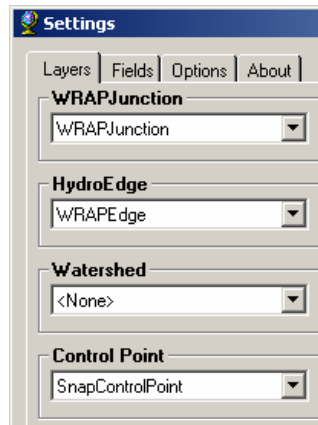 Settings
Layers Fields Options About
WRAPJunction
WRAPJunction
HydroEdge
WRAPEdge
Watershed
<None>
Control Point
SnapControlPoint